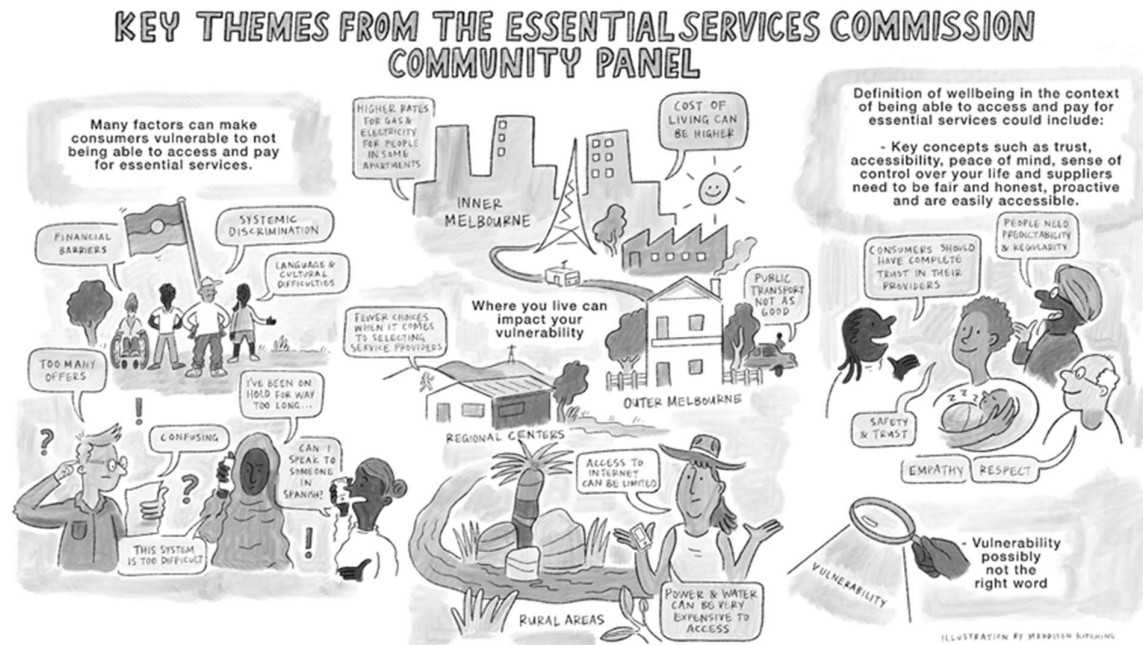 KEY THEMES FROM THE ESSENTIAL SERVICES COMMISSION
COMMUNITY PANEL
Many factors can make
consumers vulnerable to not
being able to access and pay
for essential services.
FINANCIAL
BARRIERS
SYSTEMIC
DISCRIMINATION
LANGUAGE &
CULTURAL
DIFFICULTIES
TOO MANY
OFFERS
I'VE BEEN ON
HOLD FOR WAY
TOO LONG...
!
?
CONFUSING
?
CAN I
SPEAK TO
SOMEONE
IN
SPANISH?
!
THIS SYSTEM
IS TOO DIFFICULT
HIGHER RATES
FOR GAS &
ELECTRICITY
FOR PEOPLE
IN SOME
APARTMENTS
COST OF
LIVING CAN
BE HIGHER
INNER
MELBOURNE
Where you live can
impact your
vulnerability
PUBLIC
TRANSPORT
NOT AS
GOOD
FEWER CHOICES
WHEN IT COMES
TO SELECTING
SERVICE PROVIDERS
OUTER MELBOURNE
REGIONAL CENTERS
ACCESS TO
INTERNET
CAN BE LIMITED
POWER & WATER
CAN BE VERY
EXPENSIVE TO
ACCESS
RURAL AREAS
Definition of wellbeing in the context
of being able to access and pay for
essential services could include:
- Key concepts such as trust,
accessibility, peace of mind, sense of
control over your life and suppliers
need to be fair and honest, proactive
and are easily accessible.
CONSUMERS SHOULD
HAVE COMPLETE
TRUST IN THEIR
PROVIDERS
PEOPLE NEED
PREDICTABILITY
& REGULARITY
Z Z Z
SAFETY
& TRUST
EMPATHY
RESPECT
VULNERABILITY
- Vulnerability
possibly
not the
right word
ILLUSTRATION BY MADDISON KITCHING